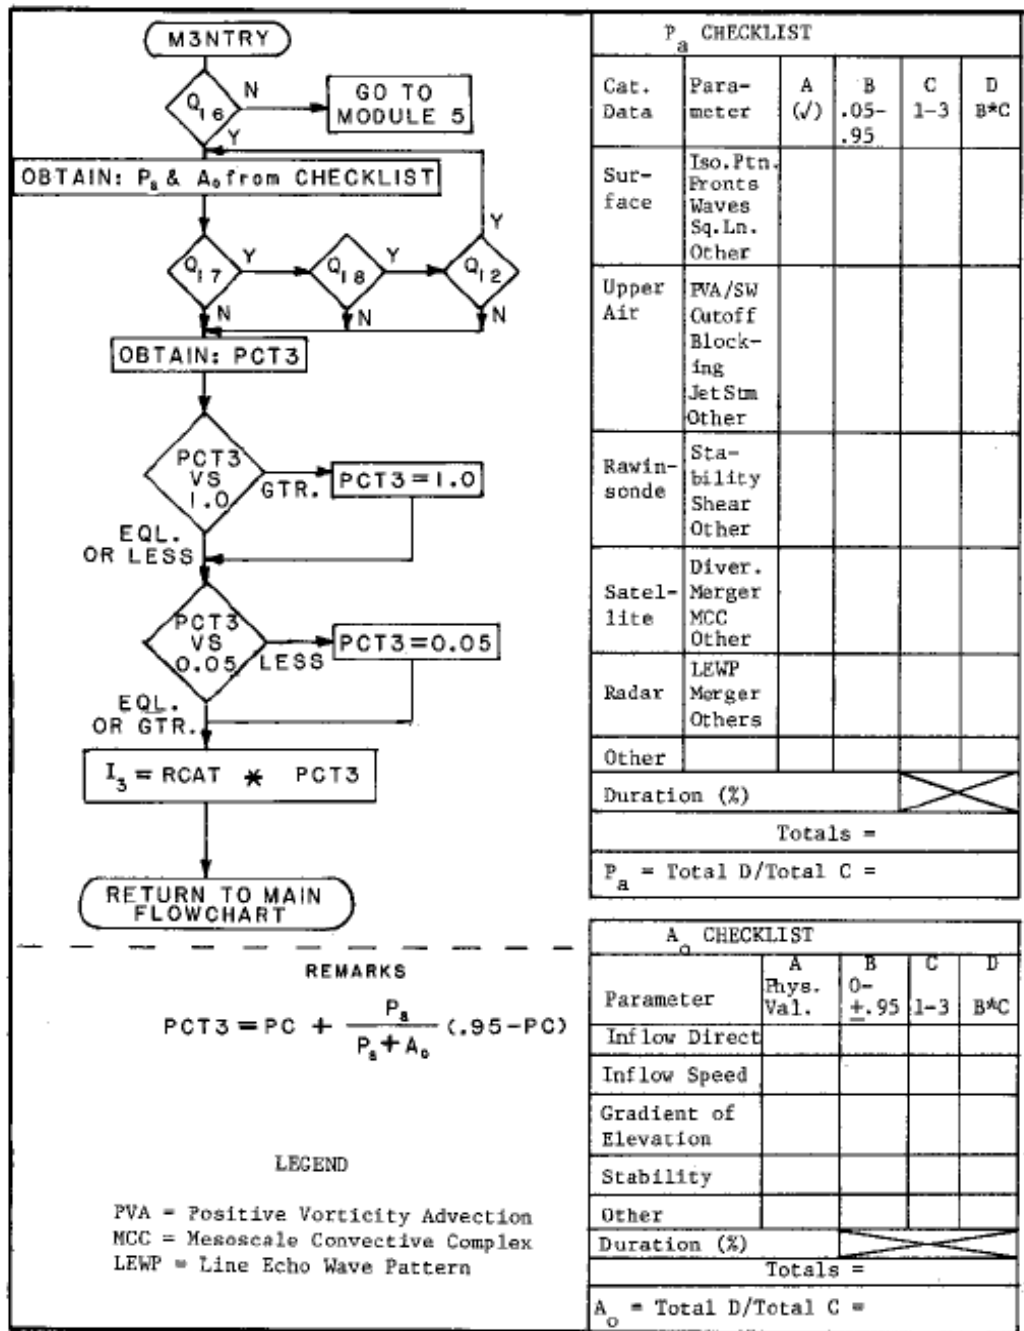 M3NTRY
Q16
N
GO TO
MODULE 5
Y
OBTAIN: Pa & Ao from CHECKLIST
Y
Q17
Y
Q18
Y
Q12
N
N
N
OBTAIN: PCT3
PCT3
VS
1.0
GTR.
PCT3=1.0
EQL.
OR LESS
PCT3
VS
0.05
LESS
PCT3=0.05
EQL.
OR GTR.
I3 = RCAT * PCT3
RETURN TO MAIN
FLOWCHART
REMARKS
PCT3 = PC + Pa / (Pa + Ao) (.95-PC)
LEGEND
PVA = Positive Vorticity Advection
MCC = Mesoscale Convective Complex
LEWP = Line Echo Wave Pattern
Pa CHECKLIST
Cat. Para- A B C D
Data meter (√) .05- 1-3 B*C
.95
Sur-
face
Iso.Ptn.
Fronts
Waves
Sq.Ln.
Other
Upper
Air
PVA/SW
Cutoff
Block-
ing
JetStm
Other
Rawin-
sonde
Sta-
bility
Shear
Other
Satel-
lite
Diver.
Merger
MCC
Other
Radar
LEWP
Merger
Others
Other
Duration (%)
Totals =
Pa = Total D/Total C =
Ao CHECKLIST
Parameter
A
Phys.
Val.
B
0-
±.95
C
1-3
D
B*C
Inflow Direct
Inflow Speed
Gradient of
Elevation
Stability
Other
Duration (%)
Totals =
Ao = Total D/Total C =